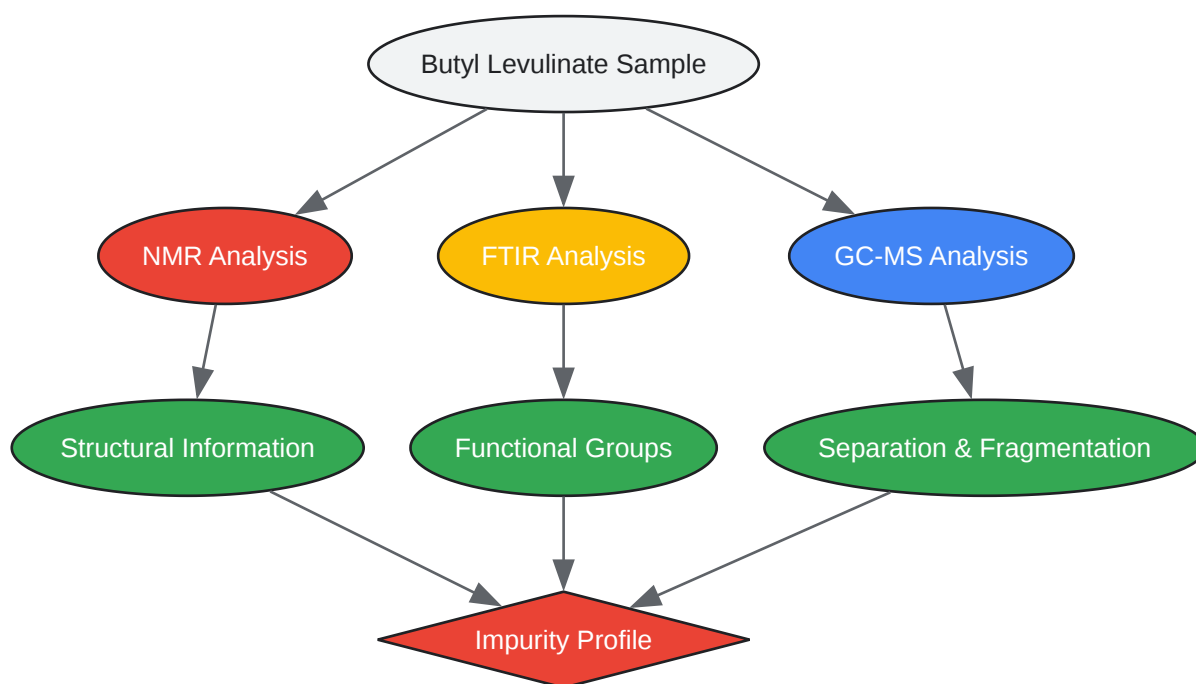 Butyl Levulinate Sample
NMR Analysis
FTIR Analysis
GC-MS Analysis
Structural Information
Functional Groups
Separation & Fragmentation
Impurity Profile